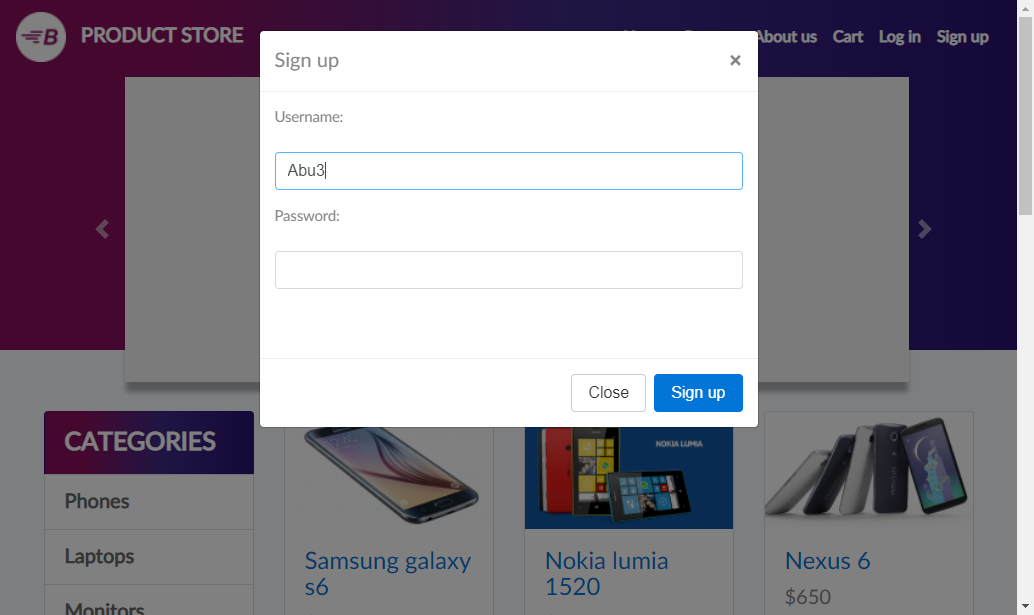 PRODUCT STORE
About us Cart Log in Sign up
Sign up
×
Username:
Abu3
Password:
Close
Sign up
CATEGORIES
Phones
Laptops
Monitors
NOKIA LUMIA
Samsung galaxy
s6
Nokia lumia
1520
Nexus 6
$650